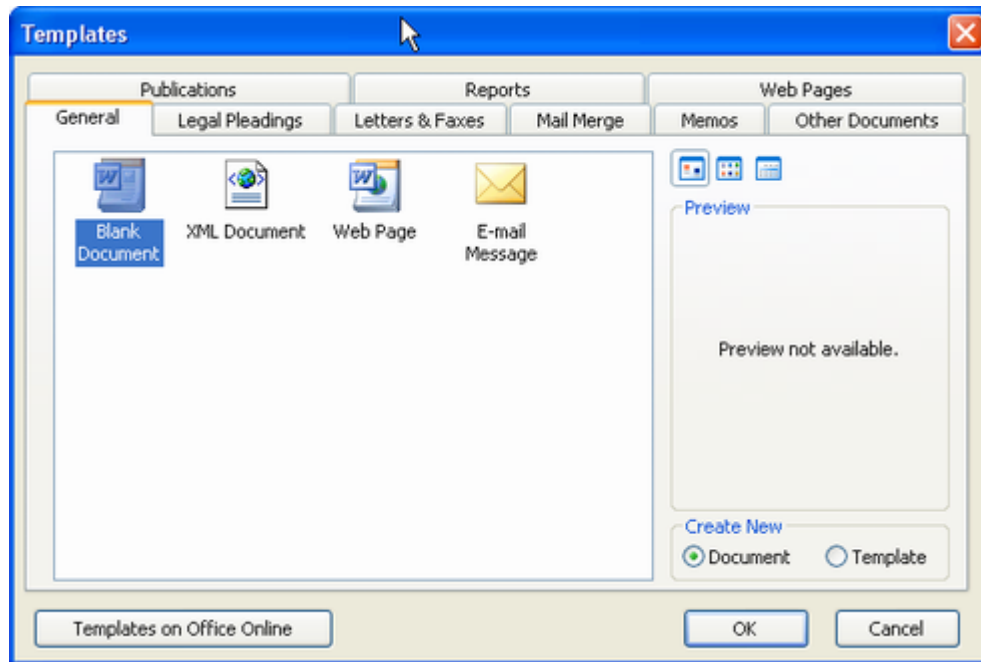 Templates
Publications Reports Web Pages
General Legal Pleadings Letters & Faxes Mail Merge Memos Other Documents
Blank
Document
XML Document
Web Page
E-mail
Message
Preview
Preview not available.
Create New
Document Template
Templates on Office Online OK Cancel